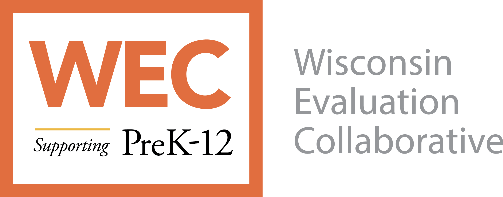 WEC
Supporting PreK-12
Wisconsin
Evaluation
Collaborative